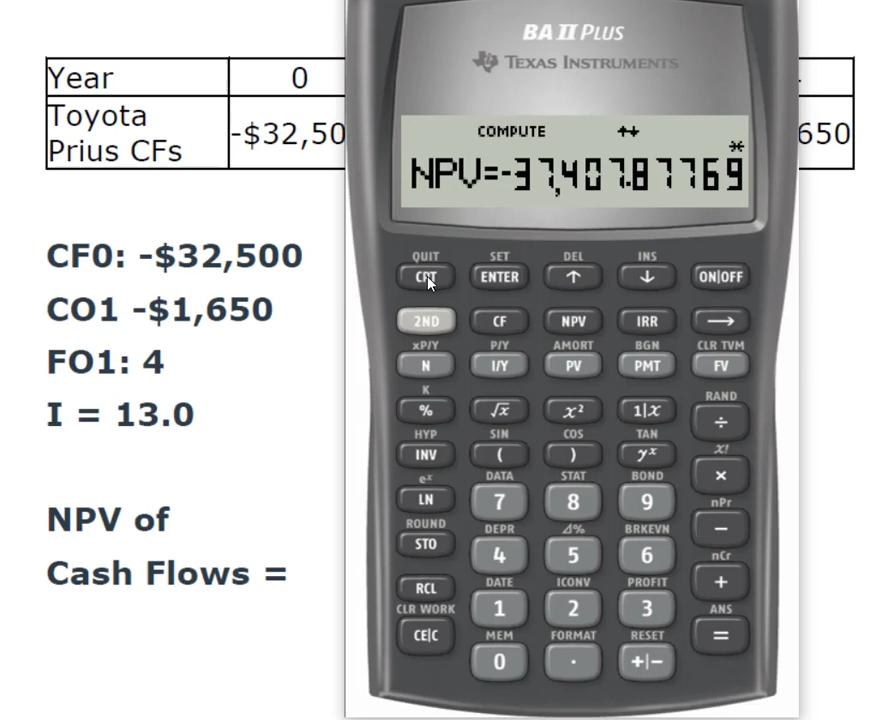 BA II PLUS
TEXAS INSTRUMENTS
Year 0
Toyota
Prius CFs -$32,50 650
COMPUTE
NPV=-37,407.87769
CF0: -$32,500
CO1 -$1,650
FO1: 4
I = 13.0
NPV of
Cash Flows =
QUIT SET DEL INS
CPT ENTER ↑ ↓ ON|OFF
2ND CF NPV IRR →
xP/Y P/Y AMORT BGN CLR TVM
N I/Y PV PMT FV
K RAND
% √x x² 1|x ÷
HYP SIN COS TAN x!
INV ( ) yˣ ×
eˣ DATA STAT BOND nPr
LN 7 8 9 −
ROUND DEPR Δ% BRKEVN nCr
STO 4 5 6 +
DATE ICONV PROFIT ANS
RCL 1 2 3 =
CLR WORK MEM FORMAT RESET
CE|C 0 . +|−